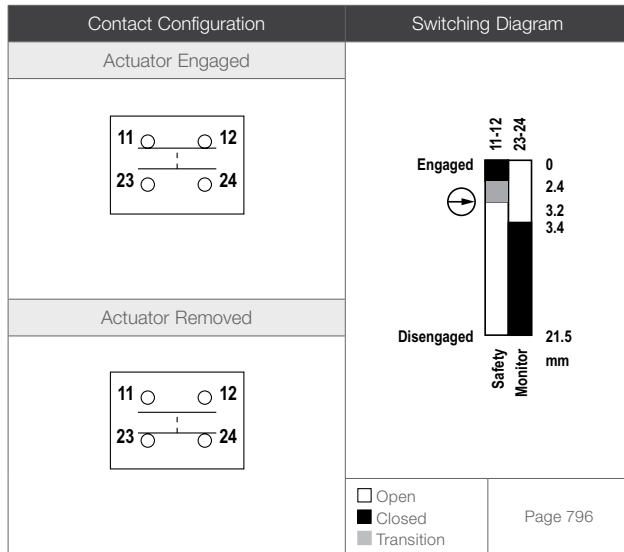 Contact Configuration
Switching Diagram
Actuator Engaged
11 12
23 24
Actuator Removed
11 12
23 24
11-12
23-24
Engaged
0
2.4
3.2
3.4
Disengaged
21.5
mm
Safety
Monitor
Open
Closed
Transition
Page 796